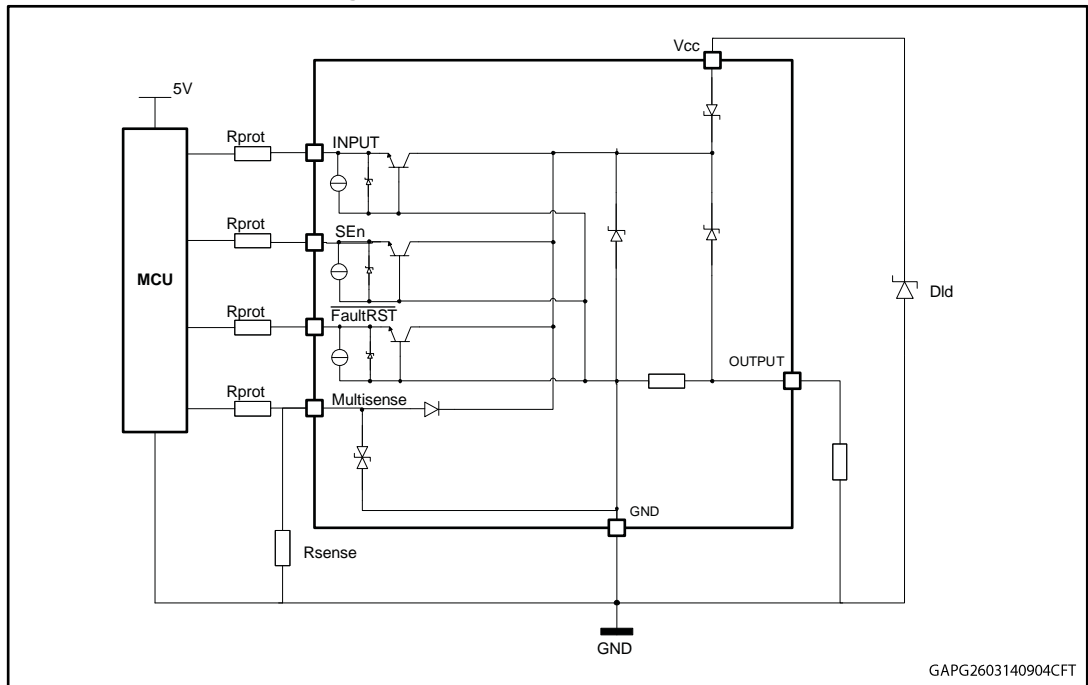 Vcc
5V
Rprot
INPUT
Rprot
SEn
MCU
Dld
Rprot
FaultRST
OUTPUT
Rprot
Multisense
GND
Rsense
GND
GAPG2603140904CFT